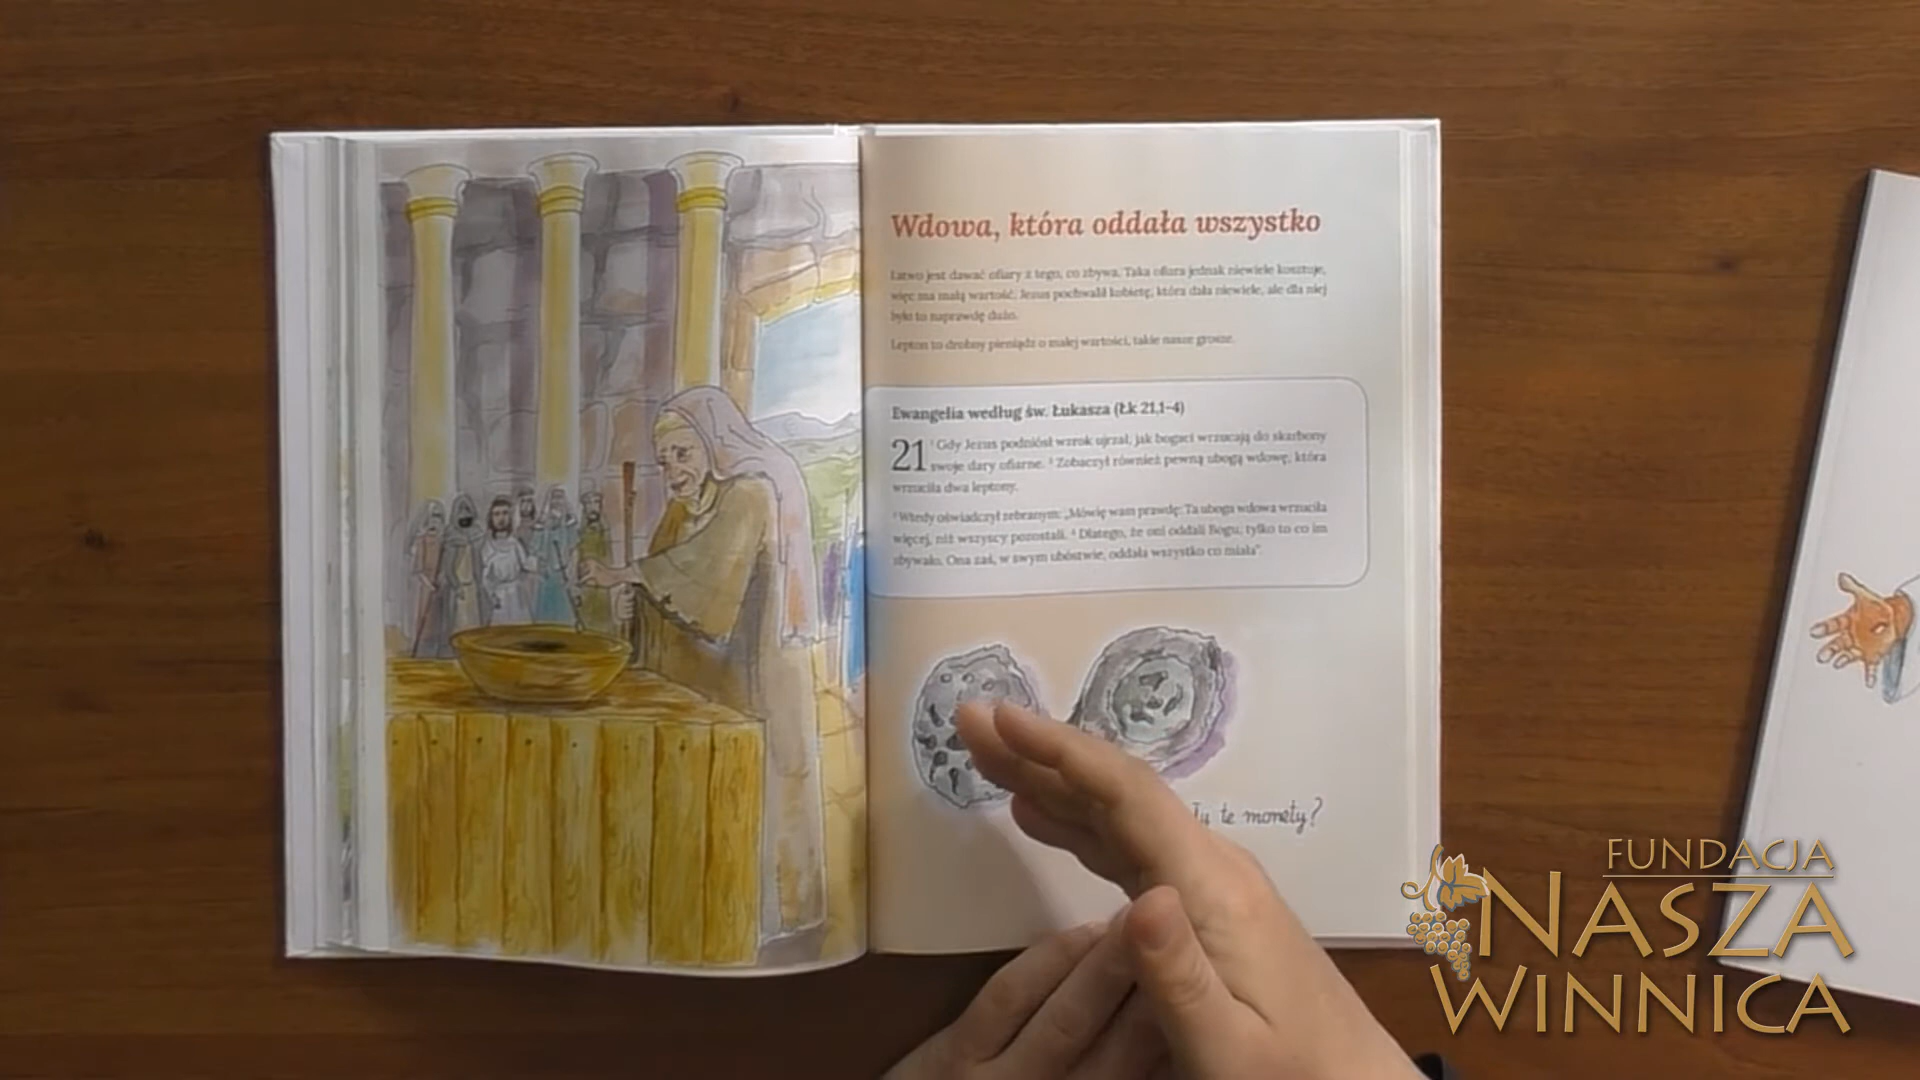 Wdowa, która oddała wszystko
Łatwo jest dawać ofiary z tego, co zbywa. Taka ofiara jednak niewiele kosztuje,
więc ma małą wartość. Jezus pochwalił kobietę, która dała niewiele, ale dla niej
było to naprawdę dużo.
Lepton to drobny pieniądz o małej wartości, takie nasze grosze.
Ewangelia według św. Łukasza (Łk 21,1-4)
21 ¹ Gdy Jezus podniósł wzrok ujrzał, jak bogaci wrzucają do skarbony
swoje dary ofiarne. ² Zobaczył również pewną ubogą wdowę, która
wrzuciła dwa leptony.
³ Wtedy oświadczył zebranym: „Mówię wam prawdę: Ta uboga wdowa wrzuciła
więcej, niż wszyscy pozostali. ⁴ Dlatego, że oni oddali Bogu, tylko to co im
zbywało. Ona zaś, w swym ubóstwie, oddała wszystko co miała”.
te monety?
FUNDACJA
NASZA
WINNICA